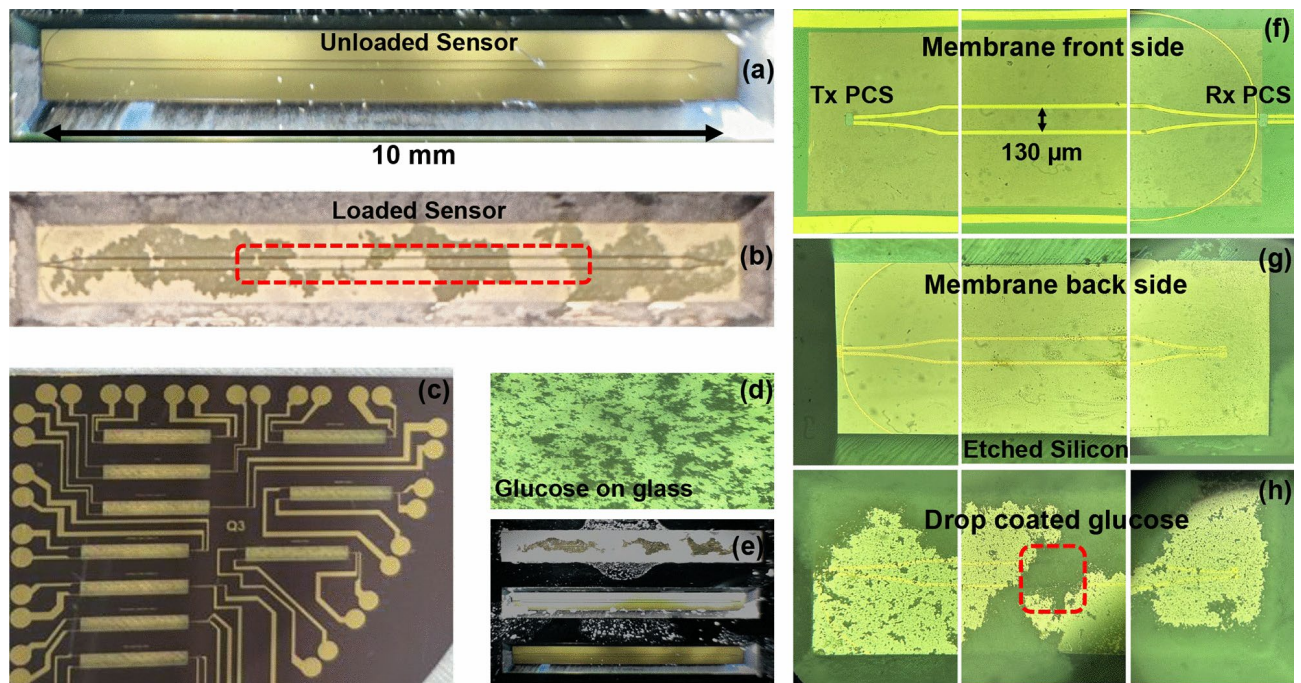 Unloaded Sensor
(a)
10 mm
Loaded Sensor
(b)
(c)
Q3
(d)
Glucose on glass
(e)
(f)
Membrane front side
Tx PCS
Rx PCS
130 µm
(g)
Membrane back side
Etched Silicon
(h)
Drop coated glucose